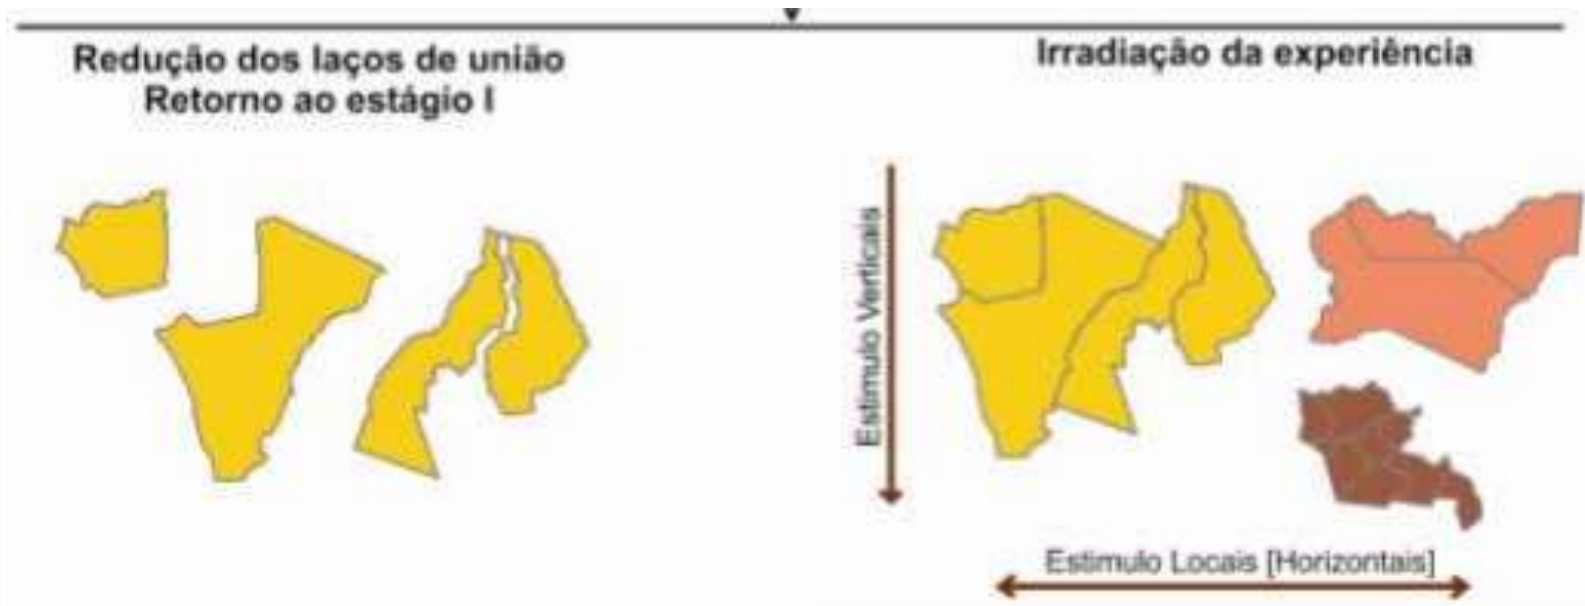 Redução dos laços de união
Retorno ao estágio I
Irradiação da experiência
Estimulo Verticais
Estimulo Locais [Horizontais]